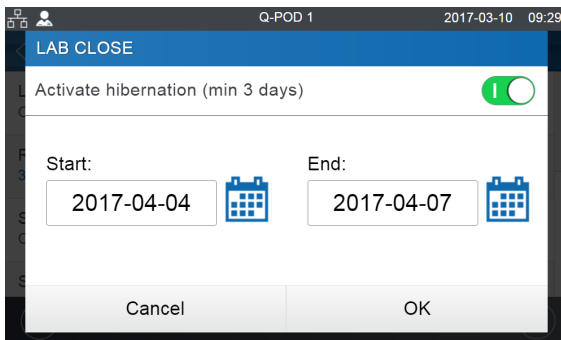 Q-POD 1 2017-03-10 09:29
LAB CLOSE
Activate hibernation (min 3 days)
Start: End:
2017-04-04 2017-04-07
Cancel OK